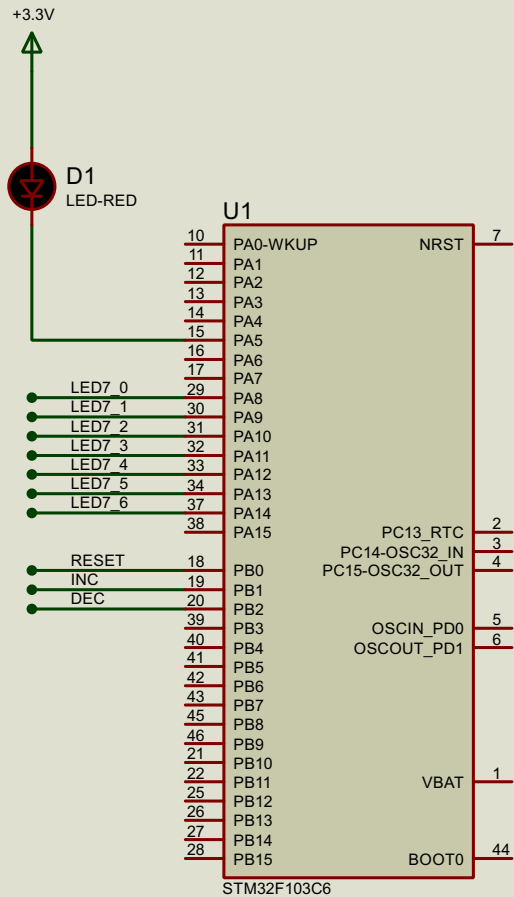 +3.3V
D1
LED-RED
U1
10 PA0-WKUP NRST 7
11 PA1
12 PA2
13 PA3
14 PA4
15 PA5
16 PA6
17 PA7
LED7_0 29 PA8
LED7_1 30 PA9
LED7_2 31 PA10
LED7_3 32 PA11
LED7_4 33 PA12
LED7_5 34 PA13
LED7_6 37 PA14
38 PA15 PC13_RTC 2
PC14-OSC32_IN 3
RESET 18 PB0 PC15-OSC32_OUT 4
INC 19 PB1
DEC 20 PB2
39 PB3 OSCIN_PD0 5
40 PB4 OSCOUT_PD1 6
41 PB5
42 PB6
43 PB7
45 PB8
46 PB9
21 PB10
22 PB11 VBAT 1
25 PB12
26 PB13
27 PB14
28 PB15 BOOT0 44
STM32F103C6